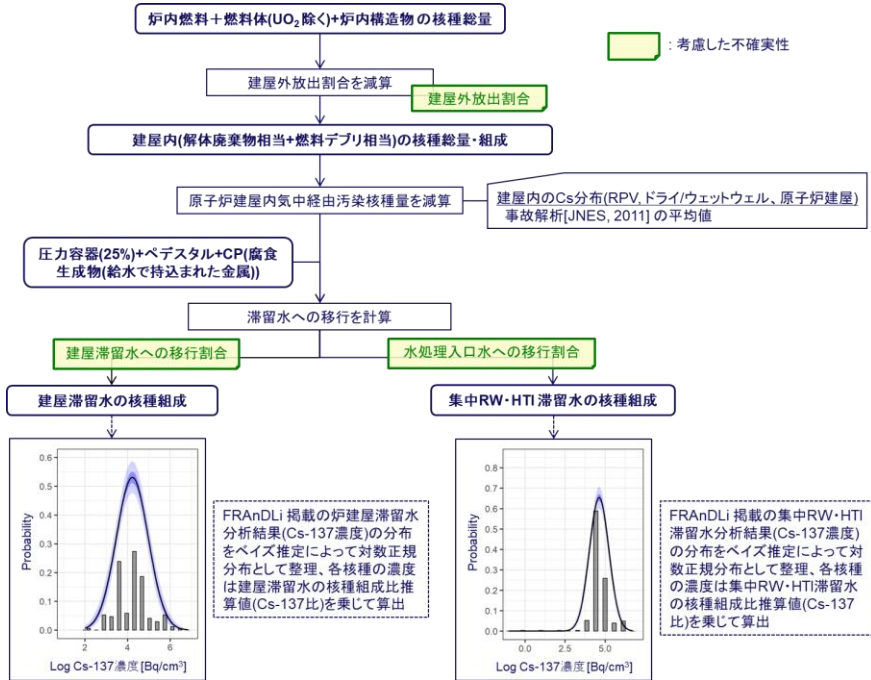 炉内燃料＋燃料体(UO₂除く)+炉内構造物の核種総量
：考慮した不確実性
建屋外放出割合を減算
建屋外放出割合
建屋内(解体廃棄物相当+燃料デブリ相当)の核種総量・組成
原子炉建屋内気中経由汚染核種量を減算
建屋内のCs分布(RPV,ドライ/ウェットウェル、原子炉建屋)
事故解析[JNES, 2011] の平均値
圧力容器(25%)+ペデスタル+CP(腐食
生成物(給水で持込まれた金属))
滞留水への移行を計算
建屋滞留水への移行割合
水処理入口水への移行割合
建屋滞留水の核種組成
集中RW・HTI 滞留水の核種組成
0.6
0.5
0.4
0.3
0.2
0.1
0.0
Probability
2
4
6
Log Cs-137濃度 [Bq/cm³]
FRAnDLi 掲載の炉建屋滞留水
分析結果(Cs-137濃度)の分布
をベイズ推定によって対数正規
分布として整理、各核種の濃度
は建屋滞留水の核種組成比推
算値(Cs-137比)を乗じて算出
0.8
0.7
0.6
0.5
0.4
0.3
0.2
0.1
0.0
Probability
0.0
5.0
Log Cs-137濃度 [Bq/cm³]
FRAnDLi 掲載の集中RW・HTI
滞留水分析結果(Cs-137濃度)
の分布をベイズ推定によって対
数正規分布として整理、各核種
の濃度は集中RW・HTI滞留水
の核種組成比推算値(Cs-137
比)を乗じて算出